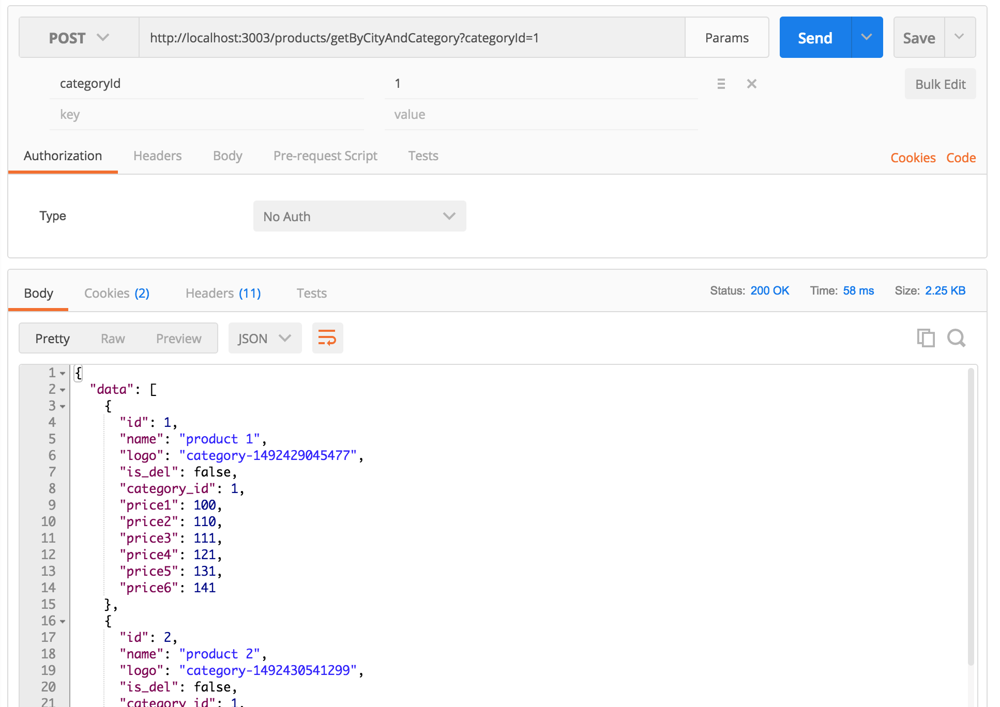 POST http://localhost:3003/products/getByCityAndCategory?categoryId=1 Params Send Save
categoryId 1 Bulk Edit
key value
Authorization Headers Body Pre-request Script Tests Cookies Code
Type No Auth
Body Cookies (2) Headers (11) Tests Status: 200 OK Time: 58 ms Size: 2.25 KB
Pretty Raw Preview JSON
1 {
2 "data": [
3 {
4 "id": 1,
5 "name": "product 1",
6 "logo": "category-1492429045477",
7 "is_del": false,
8 "category_id": 1,
9 "price1": 100,
10 "price2": 110,
11 "price3": 111,
12 "price4": 121,
13 "price5": 131,
14 "price6": 141
15 },
16 {
17 "id": 2,
18 "name": "product 2",
19 "logo": "category-1492430541299",
20 "is_del": false,
21 "category_id": 1,